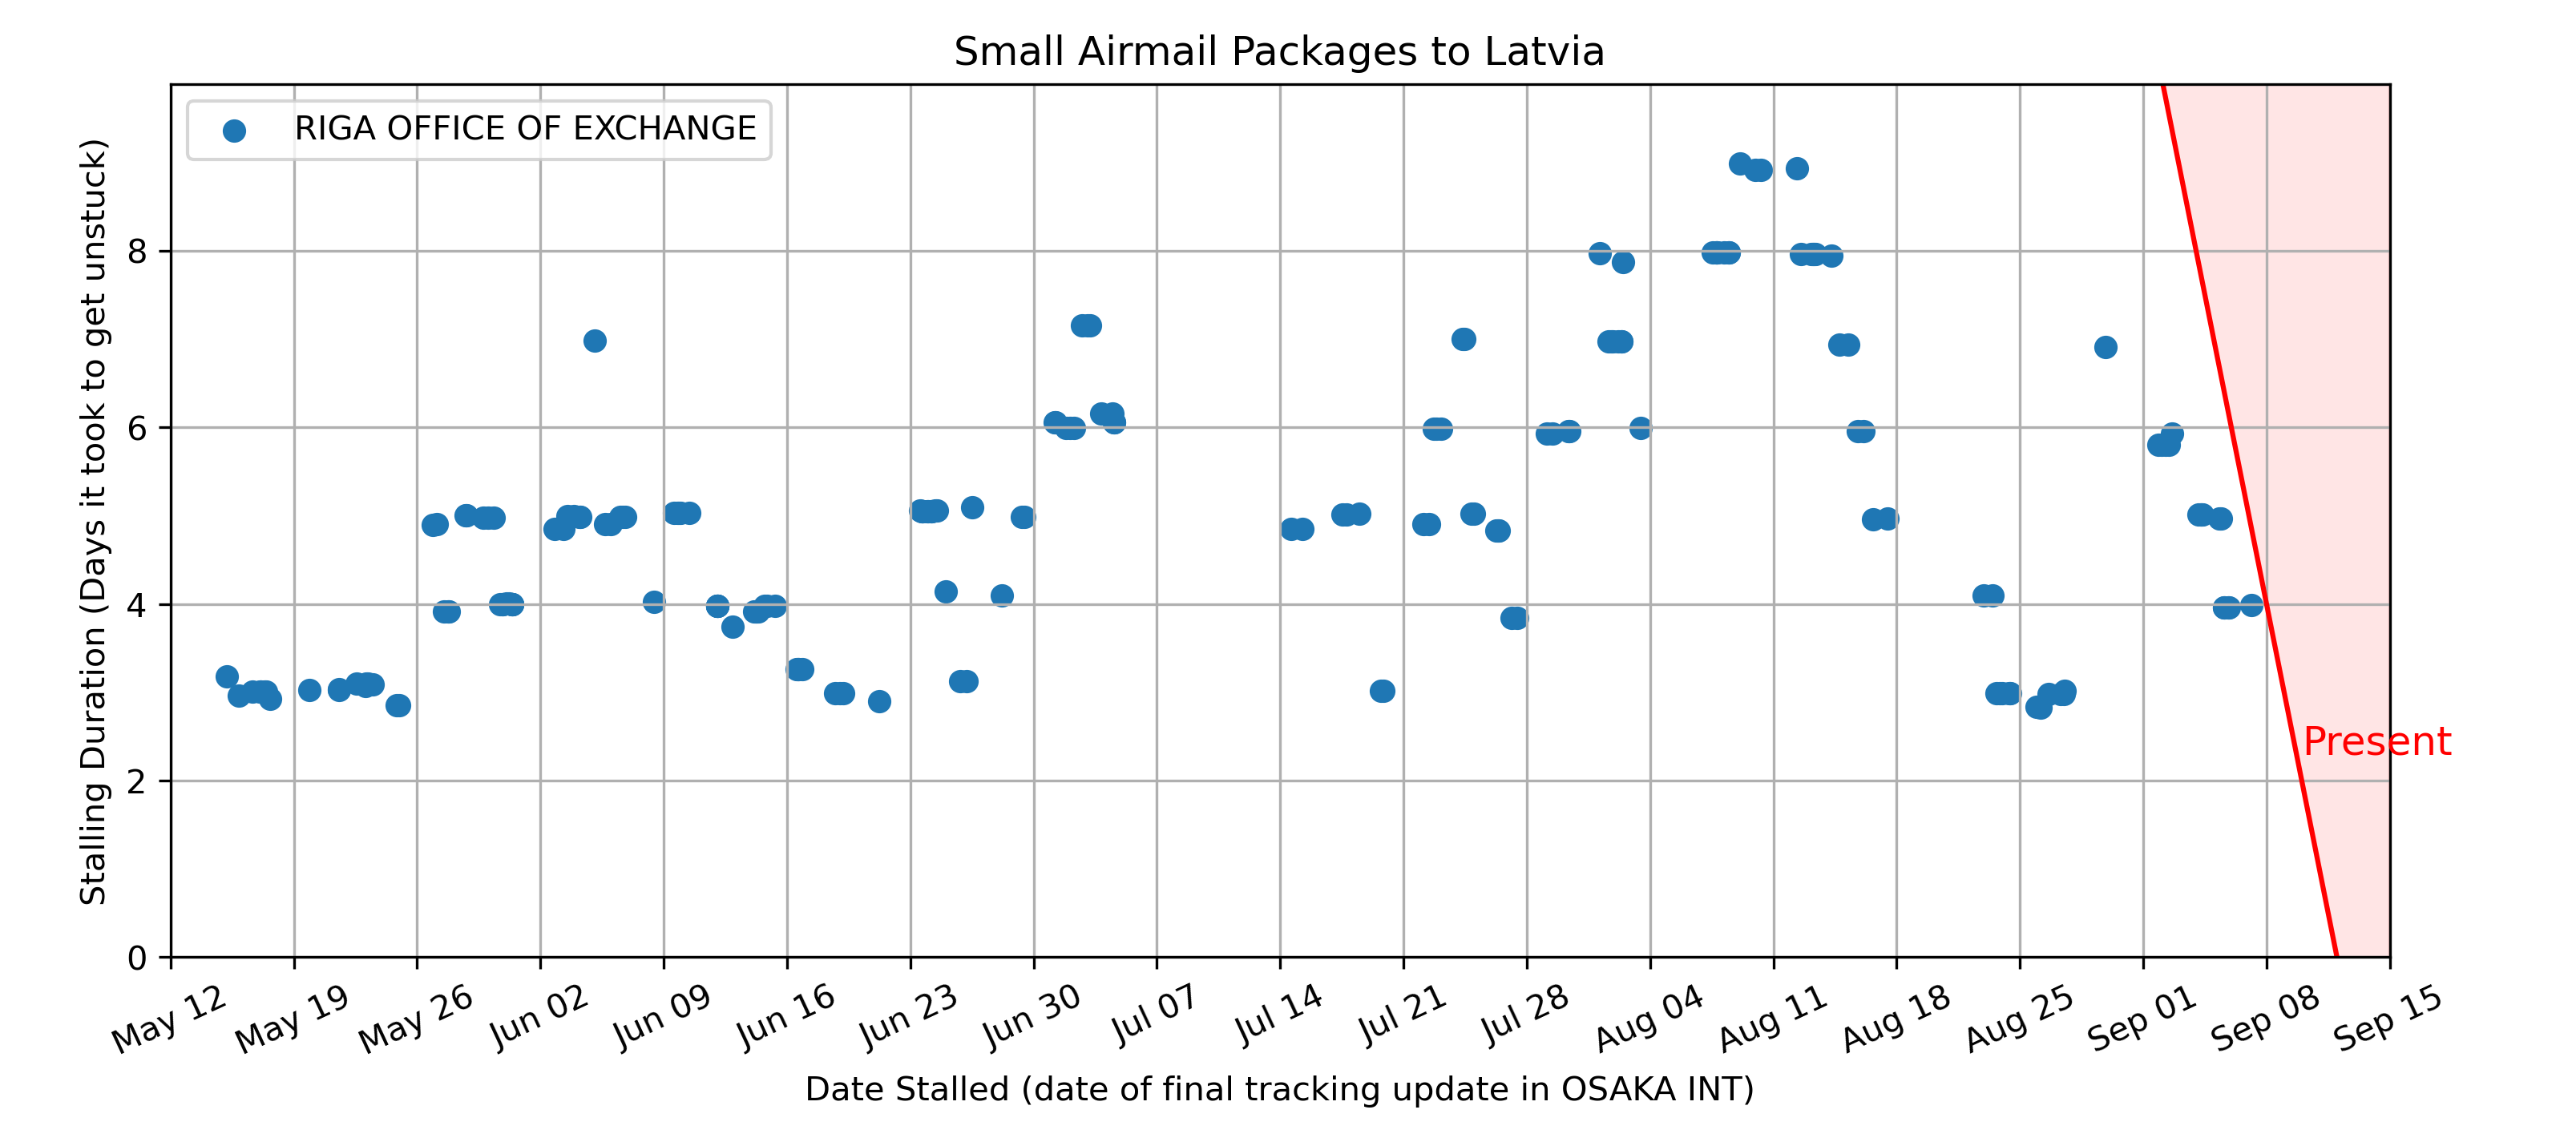 Small Airmail Packages to Latvia
RIGA OFFICE OF EXCHANGE
Stalling Duration (Days it took to get unstuck)
8
6
4
2
0
Present
May 12
May 19
May 26
Jun 02
Jun 09
Jun 16
Jun 23
Jun 30
Jul 07
Jul 14
Jul 21
Jul 28
Aug 04
Aug 11
Aug 18
Aug 25
Sep 01
Sep 08
Sep 15
Date Stalled (date of final tracking update in OSAKA INT)